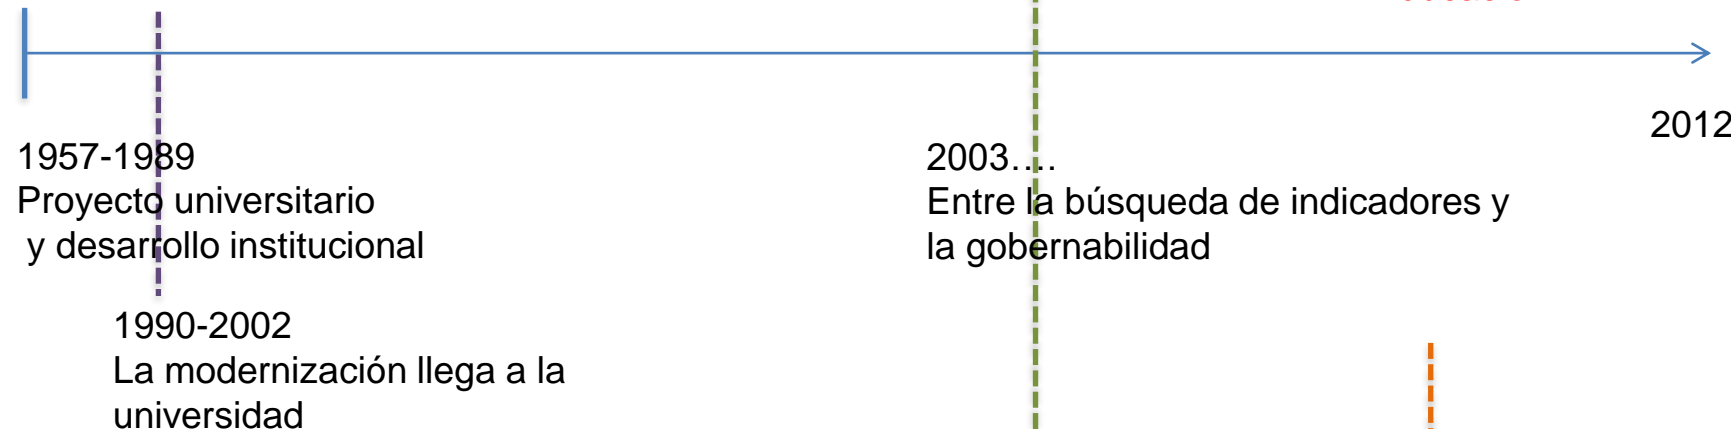 2012
1957-1989
Proyecto universitario
y desarrollo institucional
2003….
Entre la búsqueda de indicadores y
la gobernabilidad
1990-2002
La modernización llega a la
universidad